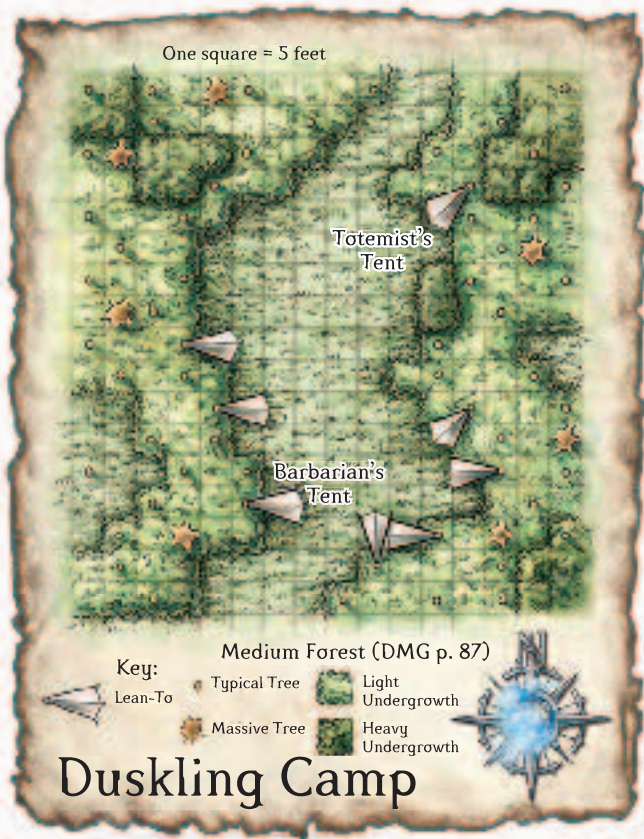 One square = 5 feet
Totemist's
Tent
Barbarian's
Tent
Medium Forest (DMG p. 87)
Key:
Lean-To
Typical Tree
Light
Undergrowth
Massive Tree
Heavy
Undergrowth
N
Duskling Camp